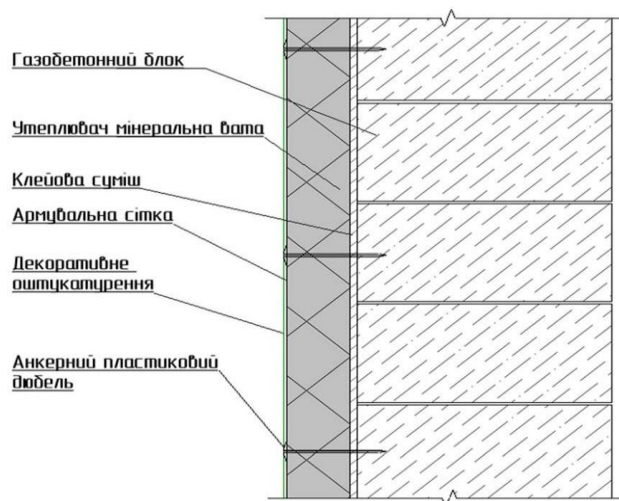 Газобетонний блок
Утеплювач мінеральна вата
Клейова суміш
Армувальна сітка
Декоративне
оштукатурення
Анкерний пластиковий
дюбель